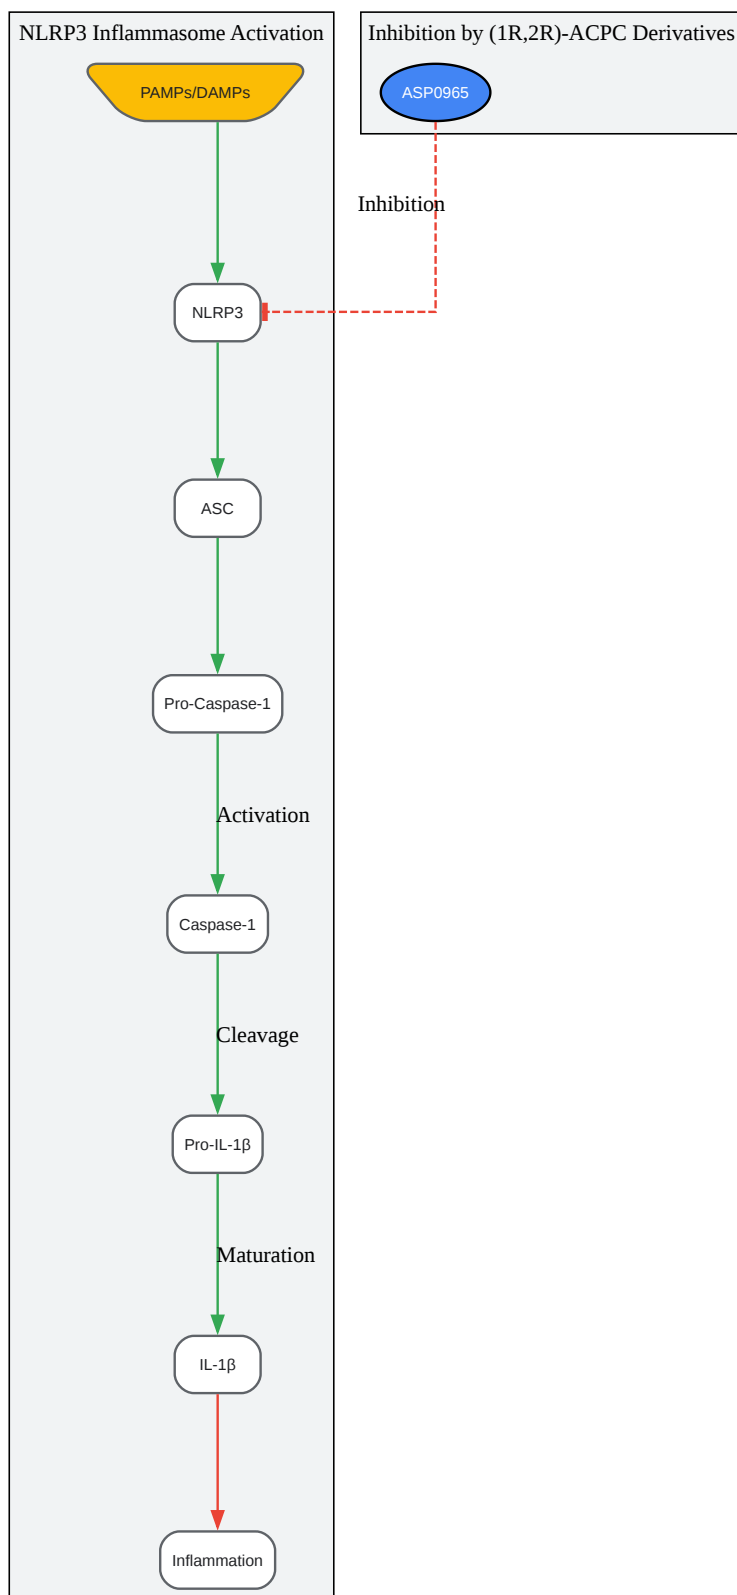 NLRP3 Inflammasome Activation
PAMPs/DAMPs
Inhibition by (1R,2R)-ACPC Derivatives
ASP0965
Inhibition
NLRP3
ASC
Pro-Caspase-1
Activation
Caspase-1
Cleavage
Pro-IL-1β
Maturation
IL-1β
Inflammation